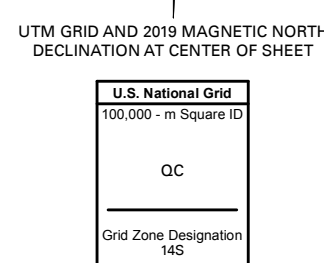 UTM GRID AND 2019 MAGNETIC NORTH
DECLINATION AT CENTER OF SHEET
U.S. National Grid
100,000 - m Square ID
QC
Grid Zone Designation
14S